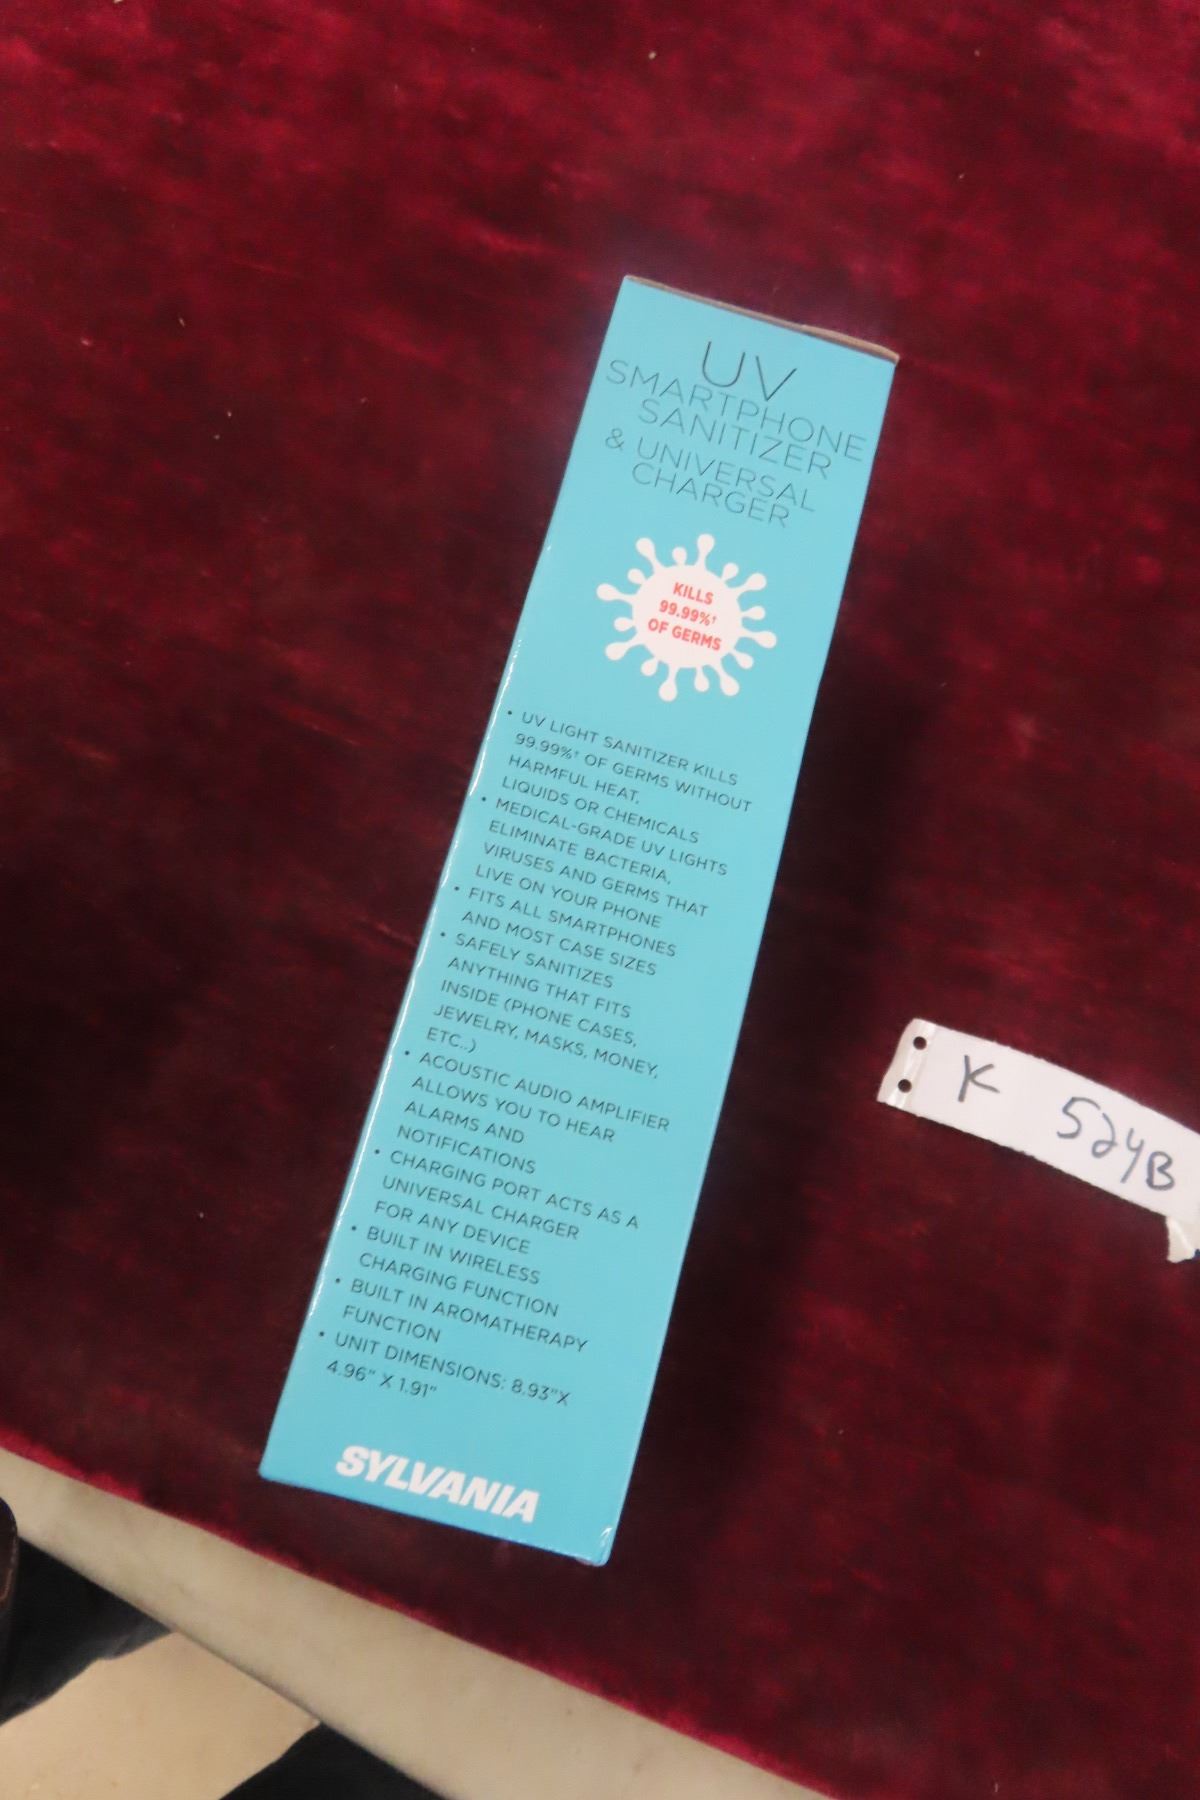 UV
SMARTPHONE
SANITIZER
& UNIVERSAL
CHARGER
KILLS
99.99%†
OF GERMS
• UV LIGHT SANITIZER KILLS
99.99%† OF GERMS WITHOUT
HARMFUL HEAT,
LIQUIDS OR CHEMICALS
• MEDICAL-GRADE UV LIGHTS
ELIMINATE BACTERIA,
VIRUSES AND GERMS THAT
LIVE ON YOUR PHONE
• FITS ALL SMARTPHONES
AND MOST CASE SIZES
• SAFELY SANITIZES
ANYTHING THAT FITS
INSIDE (PHONE CASES,
JEWELRY, MASKS, MONEY,
ETC..)
• ACOUSTIC AUDIO AMPLIFIER
ALLOWS YOU TO HEAR
ALARMS AND
NOTIFICATIONS
• CHARGING PORT ACTS AS A
UNIVERSAL CHARGER
FOR ANY DEVICE
• BUILT IN WIRELESS
CHARGING FUNCTION
• BUILT IN AROMATHERAPY
FUNCTION
• UNIT DIMENSIONS: 8.93"X
4.96" X 1.91"
SYLVANIA
K 524B